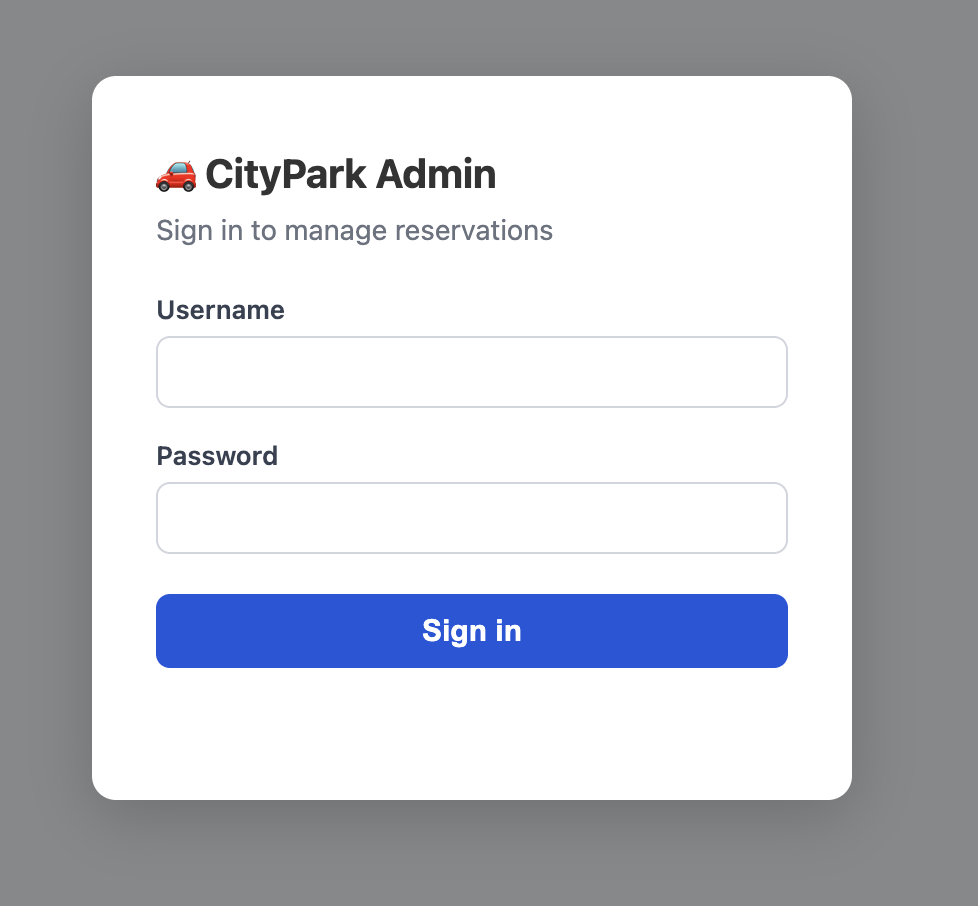 🚗 CityPark Admin
Sign in to manage reservations
Username
Password
Sign in